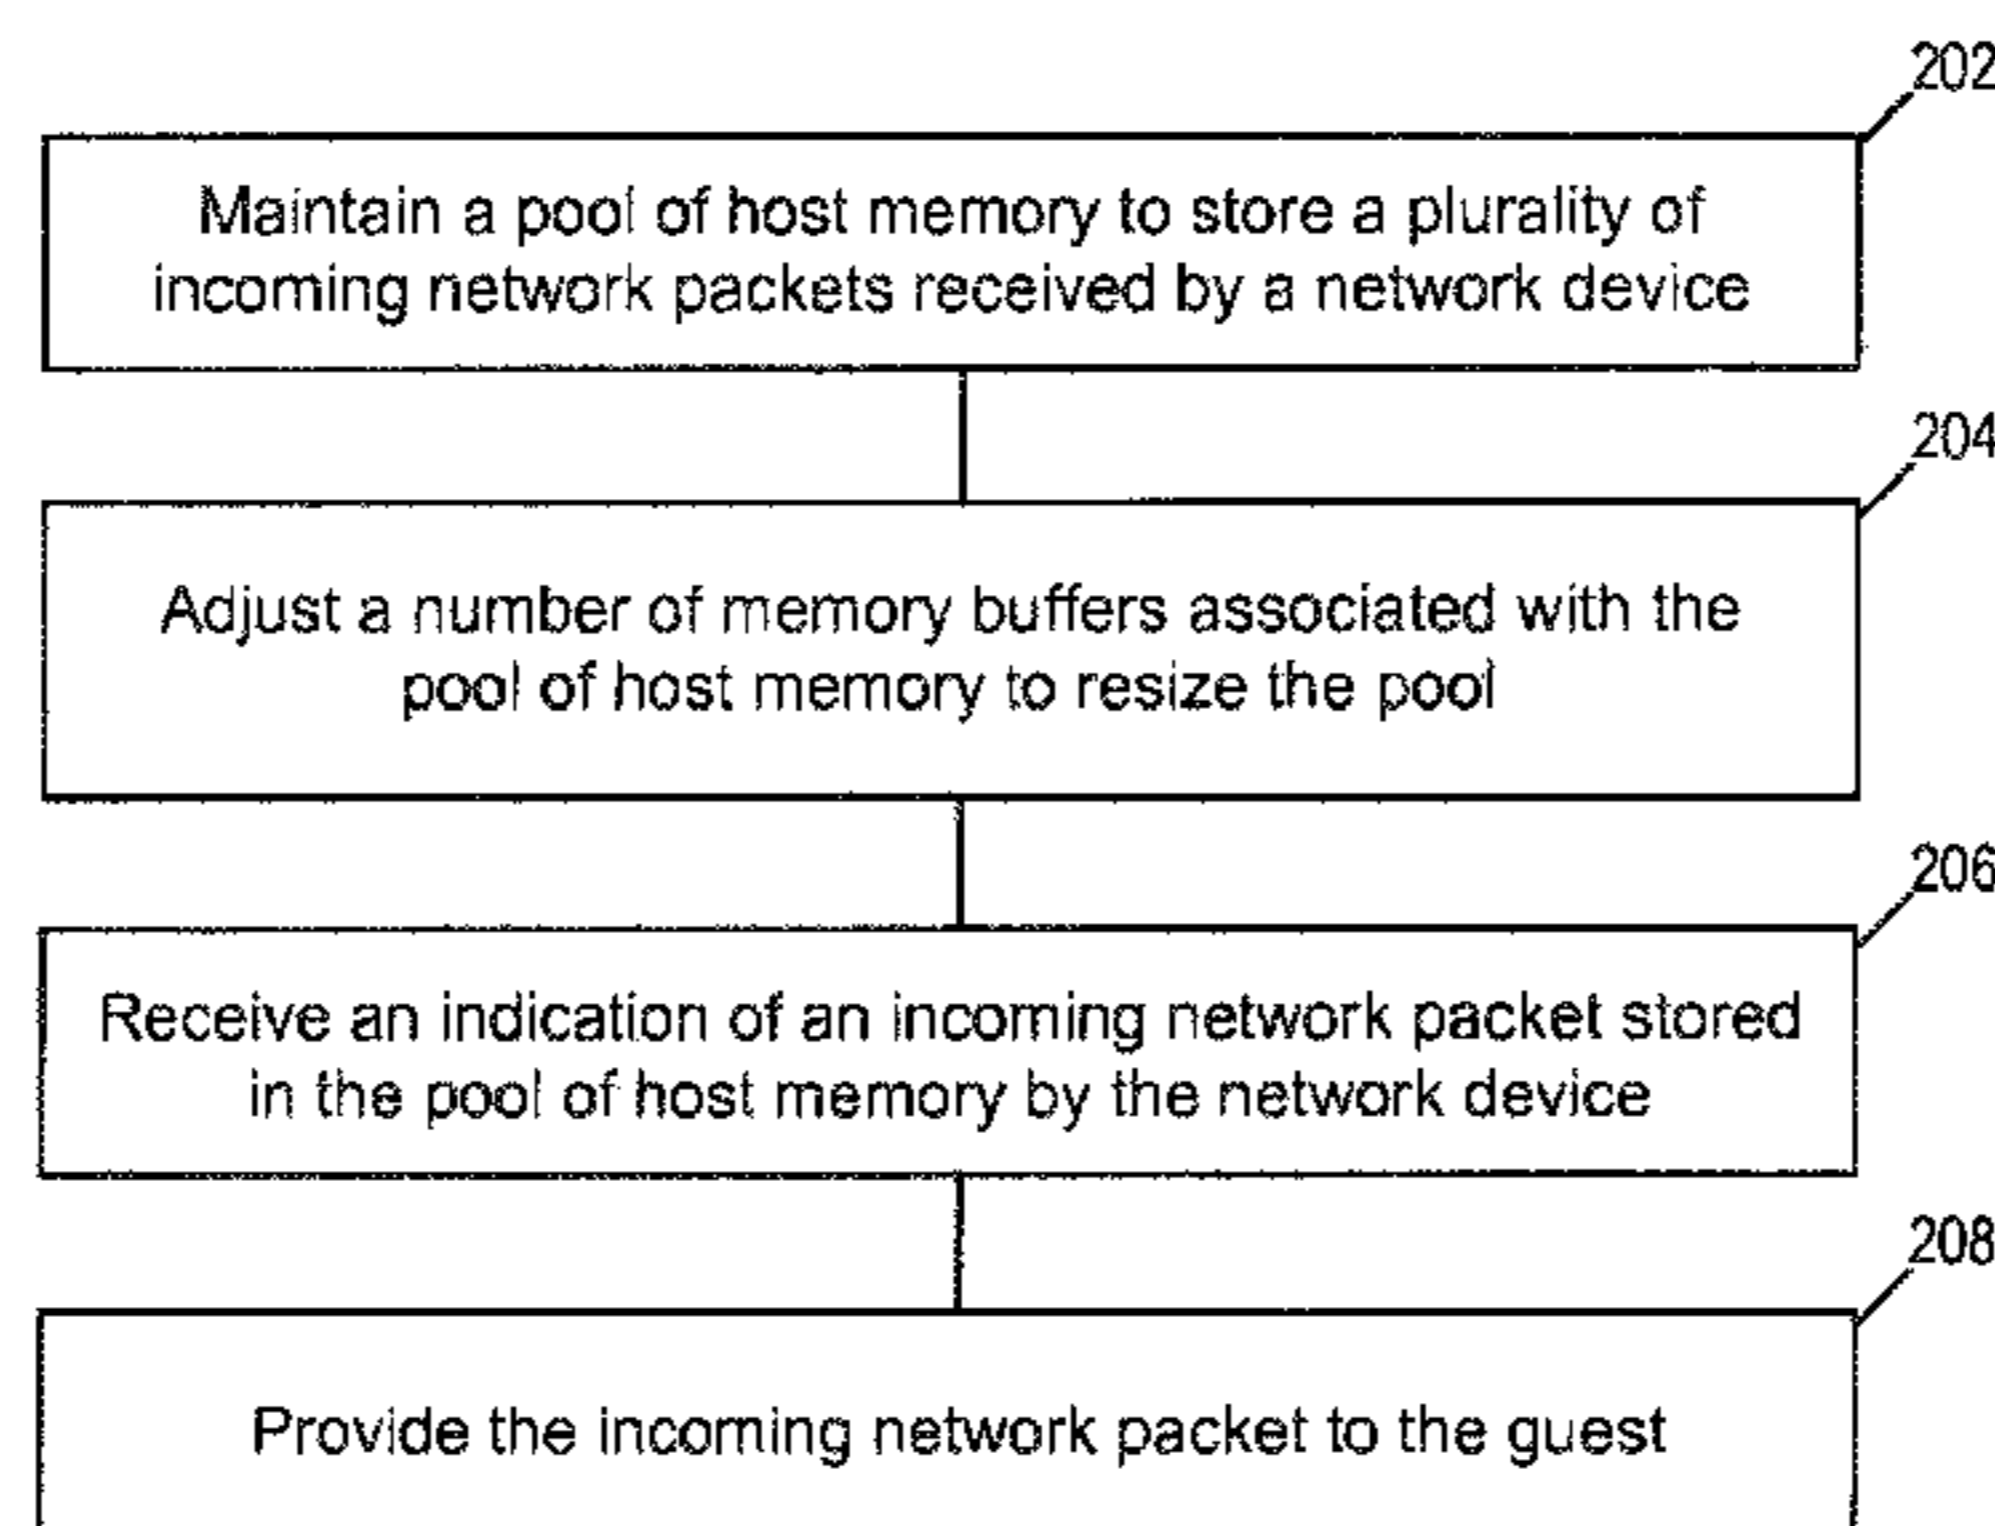 202
Maintain a pool of host memory to store a plurality of
incoming network packets received by a network device
204
Adjust a number of memory buffers associated with the
pool of host memory to resize the pool
206
Receive an indication of an incoming network packet stored
in the pool of host memory by the network device
208
Provide the incoming network packet to the guest